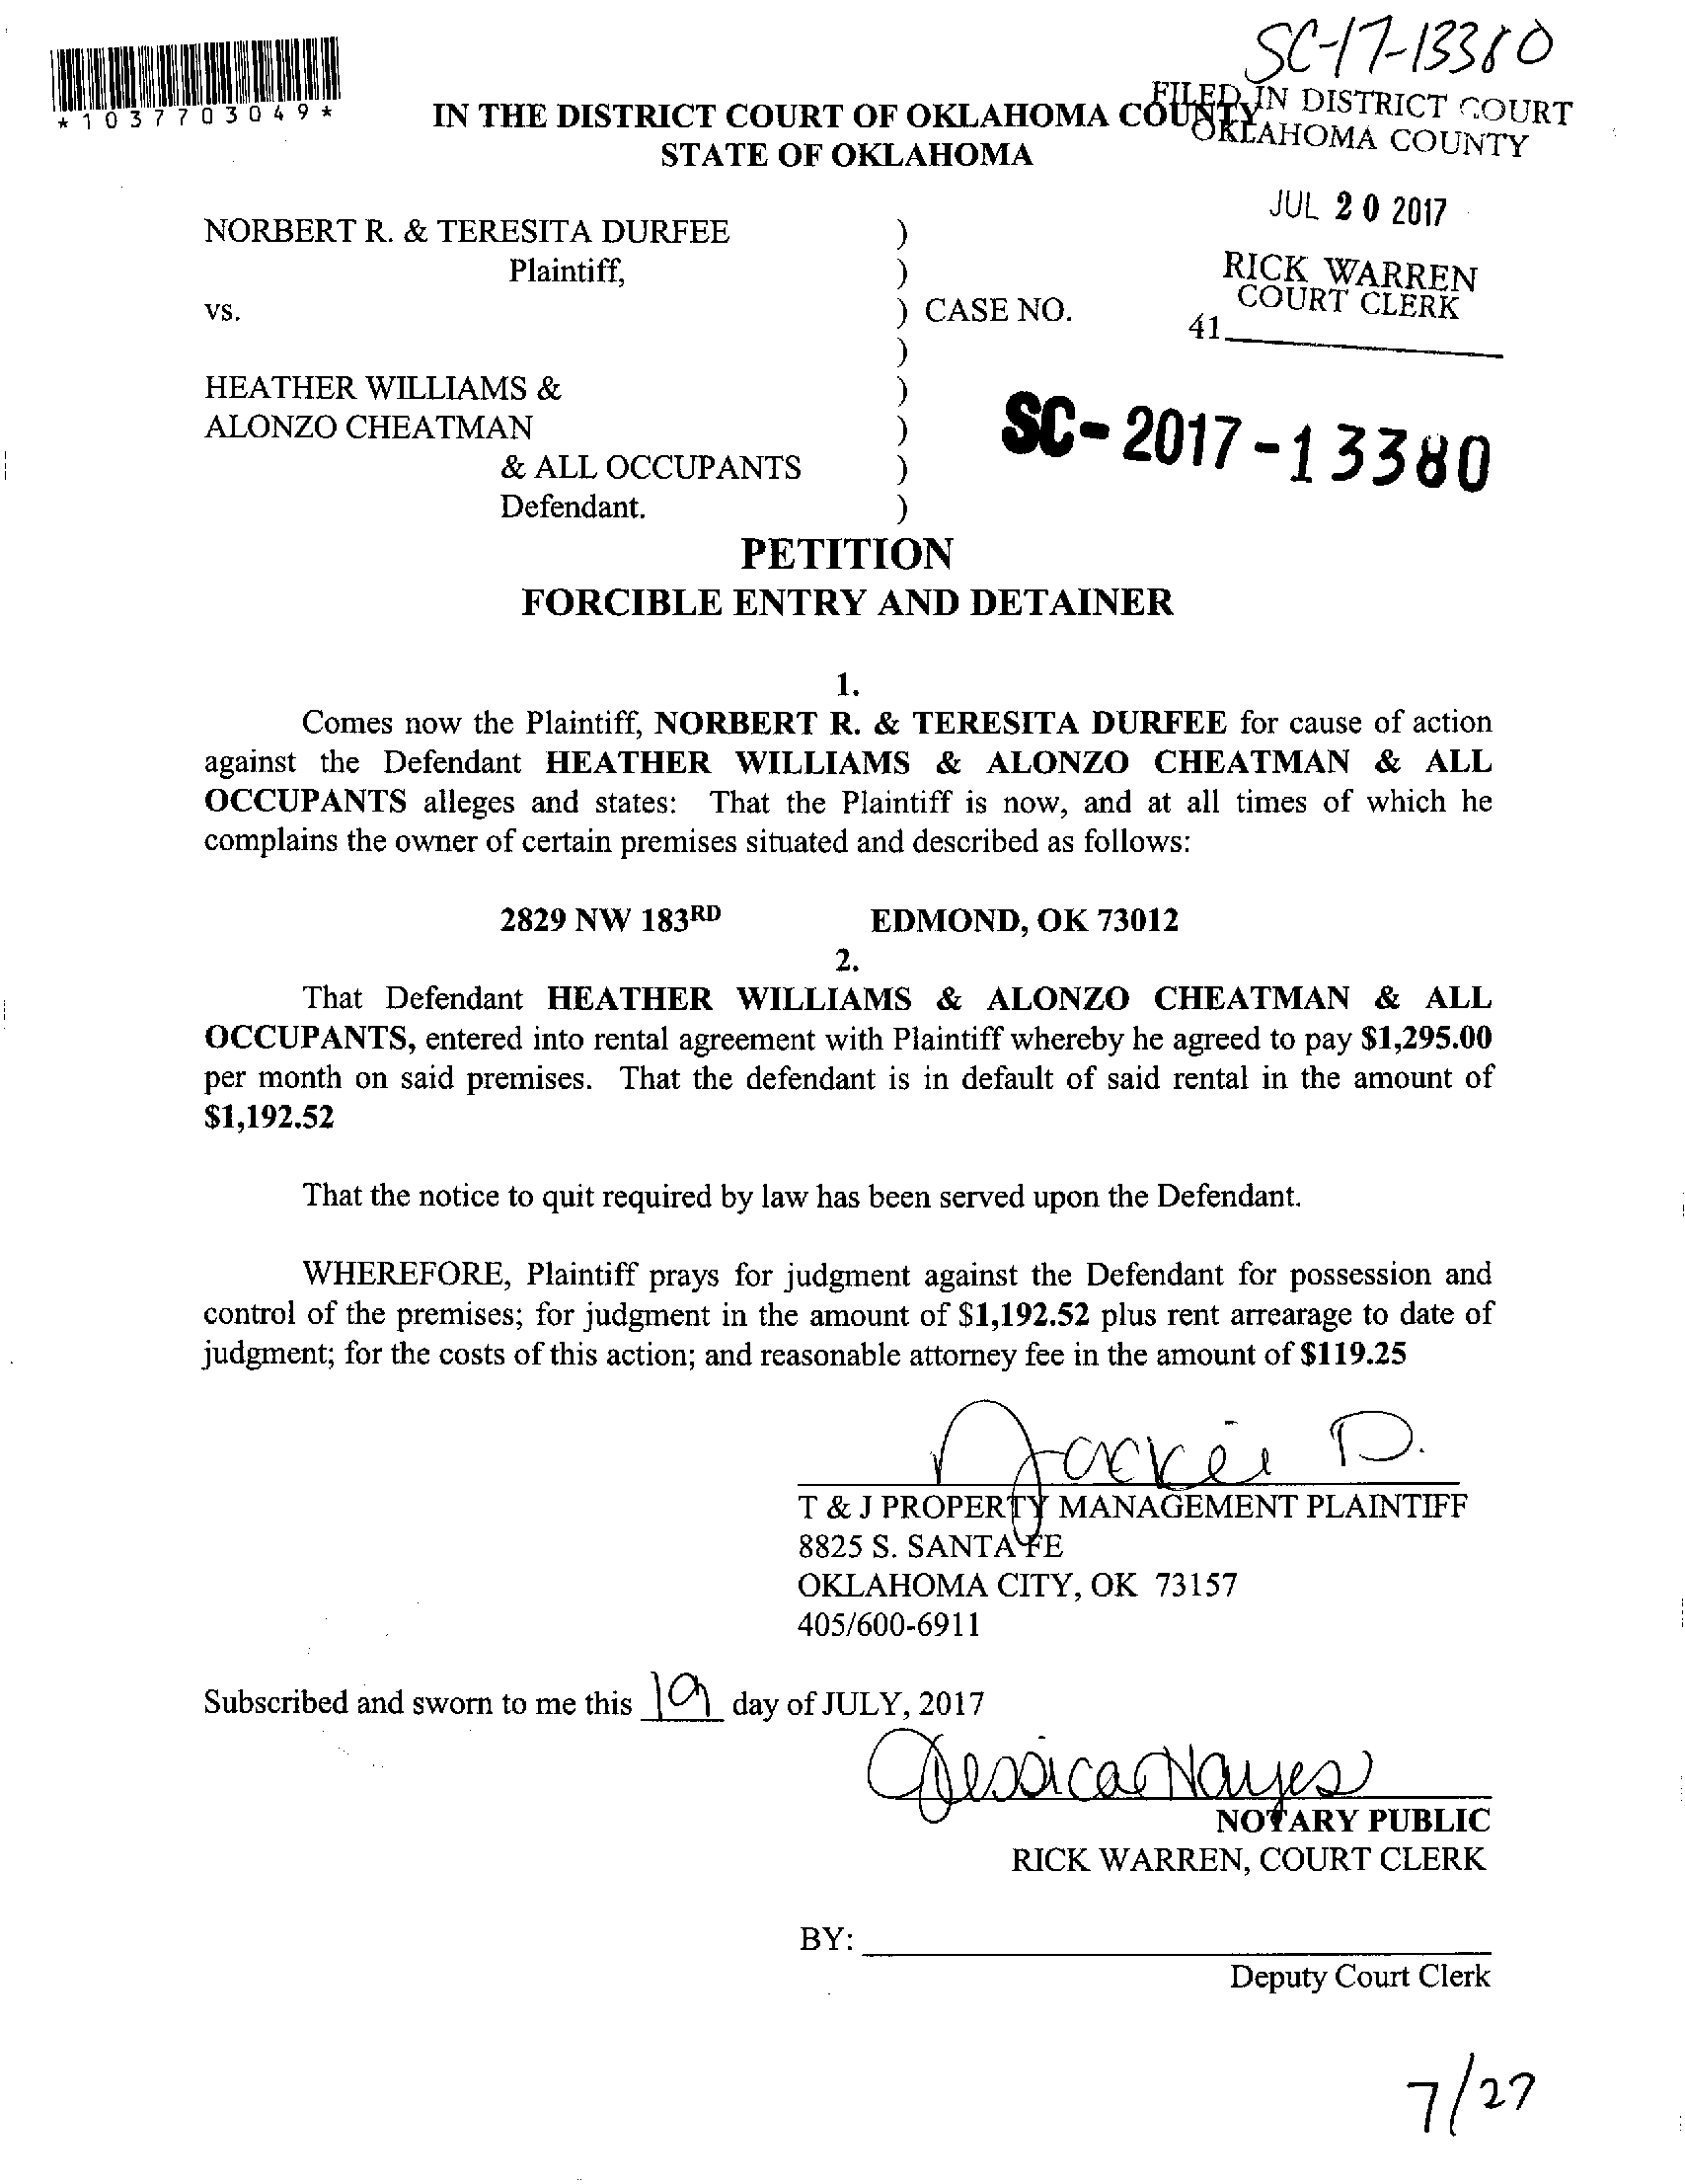 SC-17-13380
*1037703049*
FILED IN DISTRICT COURT
OKLAHOMA COUNTY
IN THE DISTRICT COURT OF OKLAHOMA COUNTY
STATE OF OKLAHOMA
JUL 20 2017
RICK WARREN
COURT CLERK
41
NORBERT R. & TERESITA DURFEE )
Plaintiff, )
vs. ) CASE NO.
)
HEATHER WILLIAMS & )
ALONZO CHEATMAN )
& ALL OCCUPANTS )
Defendant. )
SC-2017-13380
PETITION
FORCIBLE ENTRY AND DETAINER
1.
Comes now the Plaintiff, NORBERT R. & TERESITA DURFEE for cause of action
against the Defendant HEATHER WILLIAMS & ALONZO CHEATMAN & ALL
OCCUPANTS alleges and states: That the Plaintiff is now, and at all times of which he
complains the owner of certain premises situated and described as follows:
2829 NW 183RD EDMOND, OK 73012
2.
That Defendant HEATHER WILLIAMS & ALONZO CHEATMAN & ALL
OCCUPANTS, entered into rental agreement with Plaintiff whereby he agreed to pay $1,295.00
per month on said premises. That the defendant is in default of said rental in the amount of
$1,192.52
That the notice to quit required by law has been served upon the Defendant.
WHEREFORE, Plaintiff prays for judgment against the Defendant for possession and
control of the premises; for judgment in the amount of $1,192.52 plus rent arrearage to date of
judgment; for the costs of this action; and reasonable attorney fee in the amount of $119.25
Jackie D.
T & J PROPERTY MANAGEMENT PLAINTIFF
8825 S. SANTA FE
OKLAHOMA CITY, OK 73157
405/600-6911
Subscribed and sworn to me this 19 day of JULY, 2017
Jessica Hayes
NOTARY PUBLIC
RICK WARREN, COURT CLERK
BY:
Deputy Court Clerk
7/27